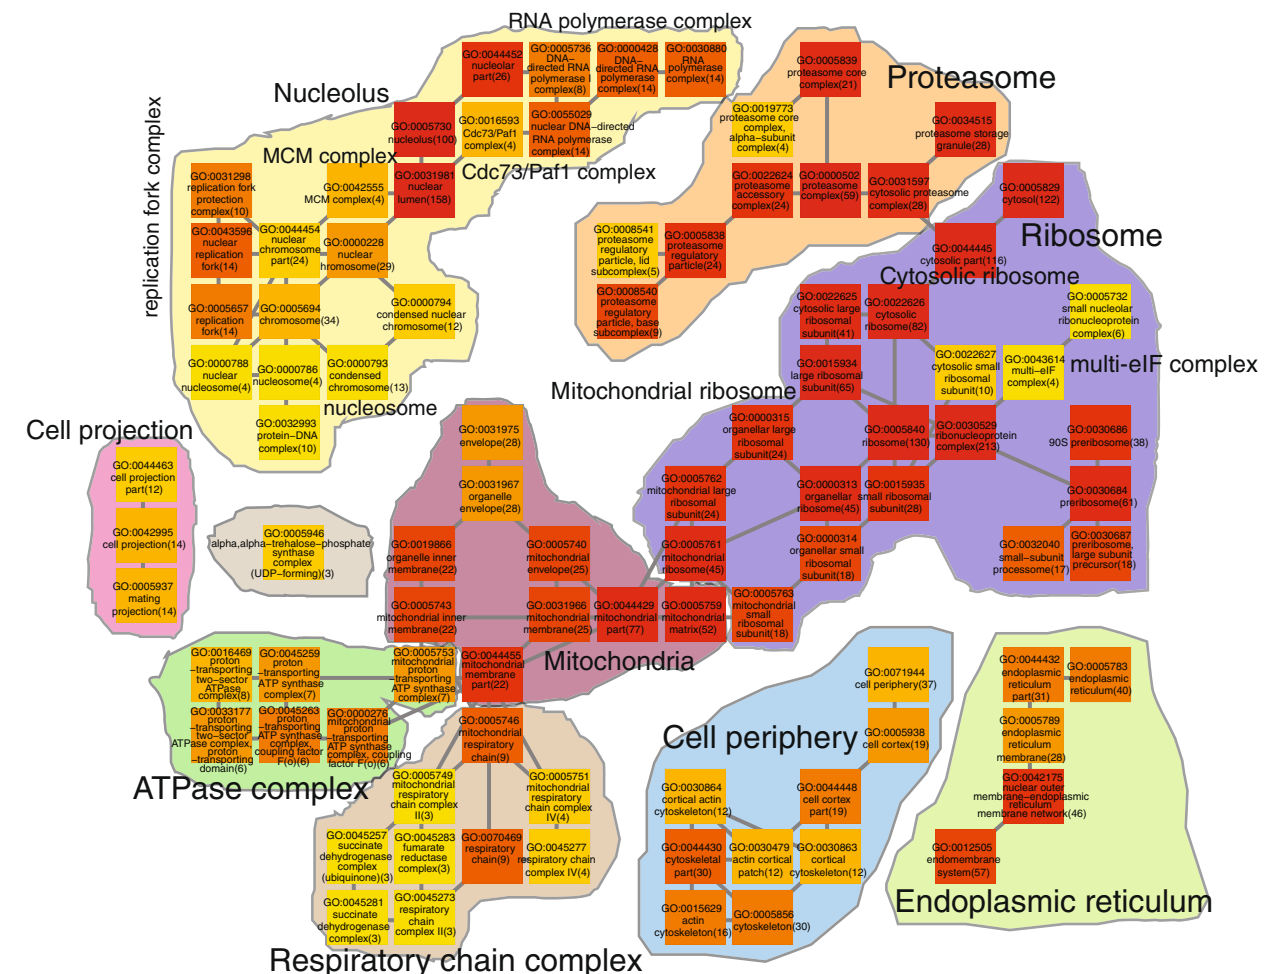 RNA polymerase complex
GO:0044452
nucleolar
part(26)
GO:0005736
DNA-
directed RNA
polymerase I
complex(8)
GO:0000428
DNA-
directed RNA
polymerase
complex(14)
GO:0030880
RNA
polymerase
complex(14)
Nucleolus
GO:0005730
nucleolus(100)
GO:0016593
Cdc73/Paf1
complex(4)
GO:0055029
nuclear DNA-directed
RNA polymerase
complex(14)
replication fork complex
MCM complex
Cdc73/Paf1 complex
GO:0031298
replication fork
protection
complex(10)
GO:0042555
MCM complex(4)
GO:0031981
nuclear
lumen(158)
GO:0043596
nuclear
replication
fork(14)
GO:0044454
nuclear
chromosome
part(24)
GO:0000228
nuclear
chromosome(29)
GO:0005657
replication
fork(14)
GO:0005694
chromosome(34)
GO:0000794
condensed nuclear
chromosome(12)
GO:0000788
nuclear
nucleosome(4)
GO:0000786
nucleosome(4)
GO:0000793
condensed
chromosome(13)
nucleosome
GO:0032993
protein-DNA
complex(10)
Proteasome
GO:0005839
proteasome core
complex(21)
GO:0019773
proteasome core
complex,
alpha-subunit
complex(4)
GO:0034515
proteasome storage
granule(28)
GO:0022624
proteasome
accessory
complex(24)
GO:0000502
proteasome
complex(59)
GO:0031597
cytosolic proteasome
complex(28)
GO:0008541
proteasome
regulatory
particle, lid
subcomplex(5)
GO:0005838
proteasome
regulatory
particle(24)
GO:0008540
proteasome
regulatory
particle, base
subcomplex(9)
GO:0005829
cytosol(122)
Ribosome
GO:0044445
cytosolic part(116)
Cytosolic ribosome
GO:0022625
cytosolic large
ribosomal
subunit(41)
GO:0022626
cytosolic
ribosome(82)
GO:0005732
small nucleolar
ribonucleoprotein
complex(6)
GO:0015934
large ribosomal
subunit(65)
GO:0022627
cytosolic small
ribosomal
subunit(10)
GO:0043614
multi-eIF
complex(4)
multi-eIF complex
Mitochondrial ribosome
GO:0000315
organellar large
ribosomal
subunit(24)
GO:0005840
ribosome(130)
GO:0030529
ribonucleoprotein
complex(213)
GO:0030686
90S preribosome(38)
GO:0005762
mitochondrial large
ribosomal
subunit(24)
GO:0000313
organellar
ribosome(45)
GO:0015935
small ribosomal
subunit(28)
GO:0030684
preribosome(61)
GO:0005761
mitochondrial
ribosome(45)
GO:0000314
organellar small
ribosomal
subunit(18)
GO:0032040
small-subunit
processome(17)
GO:0030687
preribosome,
large subunit
precursor(18)
GO:0005763
mitochondrial
small
ribosomal
subunit(18)
Cell projection
GO:0044463
cell projection
part(12)
GO:0042995
cell projection(14)
GO:0005937
mating
projection(14)
GO:0005946
alpha,alpha-trehalose-phosphate
synthase
complex
(UDP-forming)(3)
GO:0031975
envelope(28)
GO:0031967
organelle
envelope(28)
GO:0019866
organelle inner
membrane(22)
GO:0005740
mitochondrial
envelope(25)
GO:0005743
mitochondrial inner
membrane(22)
GO:0031966
mitochondrial
membrane(25)
GO:0044429
mitochondrial
part(77)
GO:0005759
mitochondrial
matrix(52)
GO:0044455
mitochondrial
membrane
part(22)
Mitochondria
GO:0016469
proton
-transporting
two-sector
ATPase
complex(8)
GO:0045259
proton
-transporting
ATP synthase
complex(7)
GO:0005753
mitochondrial
proton
-transporting
ATP synthase
complex(7)
GO:0033177
proton
-transporting
two-sector
ATPase complex,
proton
-transporting
domain(6)
GO:0045263
proton
-transporting
ATP synthase
complex,
coupling factor
F(o)(6)
GO:0000276
mitochondrial
proton
-transporting
ATP synthase
complex, coupling
factor F(o)(6)
ATPase complex
GO:0005746
mitochondrial
respiratory
chain(9)
GO:0005749
mitochondrial
respiratory
chain complex
II(3)
GO:0005751
mitochondrial
respiratory
chain complex
IV(4)
GO:0045257
succinate
dehydrogenase
complex
(ubiquinone)(3)
GO:0045283
fumarate
reductase
complex(3)
GO:0070469
respiratory
chain(9)
GO:0045277
respiratory chain
complex IV(4)
GO:0045281
succinate
dehydrogenase
complex(3)
GO:0045273
respiratory
chain
complex II(3)
Respiratory chain complex
GO:0071944
cell periphery(37)
Cell periphery
GO:0005938
cell cortex(19)
GO:0030864
cortical actin
cytoskeleton(12)
GO:0044448
cell cortex
part(19)
GO:0044430
cytoskeletal
part(30)
GO:0030479
actin cortical
patch(12)
GO:0030863
cortical
cytoskeleton(12)
GO:0015629
actin
cytoskeleton(16)
GO:0005856
cytoskeleton(30)
GO:0044432
endoplasmic
reticulum
part(31)
GO:0005783
endoplasmic
reticulum(40)
GO:0005789
endoplasmic
reticulum
membrane(28)
GO:0042175
nuclear outer
membrane-endoplasmic
reticulum
membrane network(46)
GO:0012505
endomembrane
system(57)
Endoplasmic reticulum